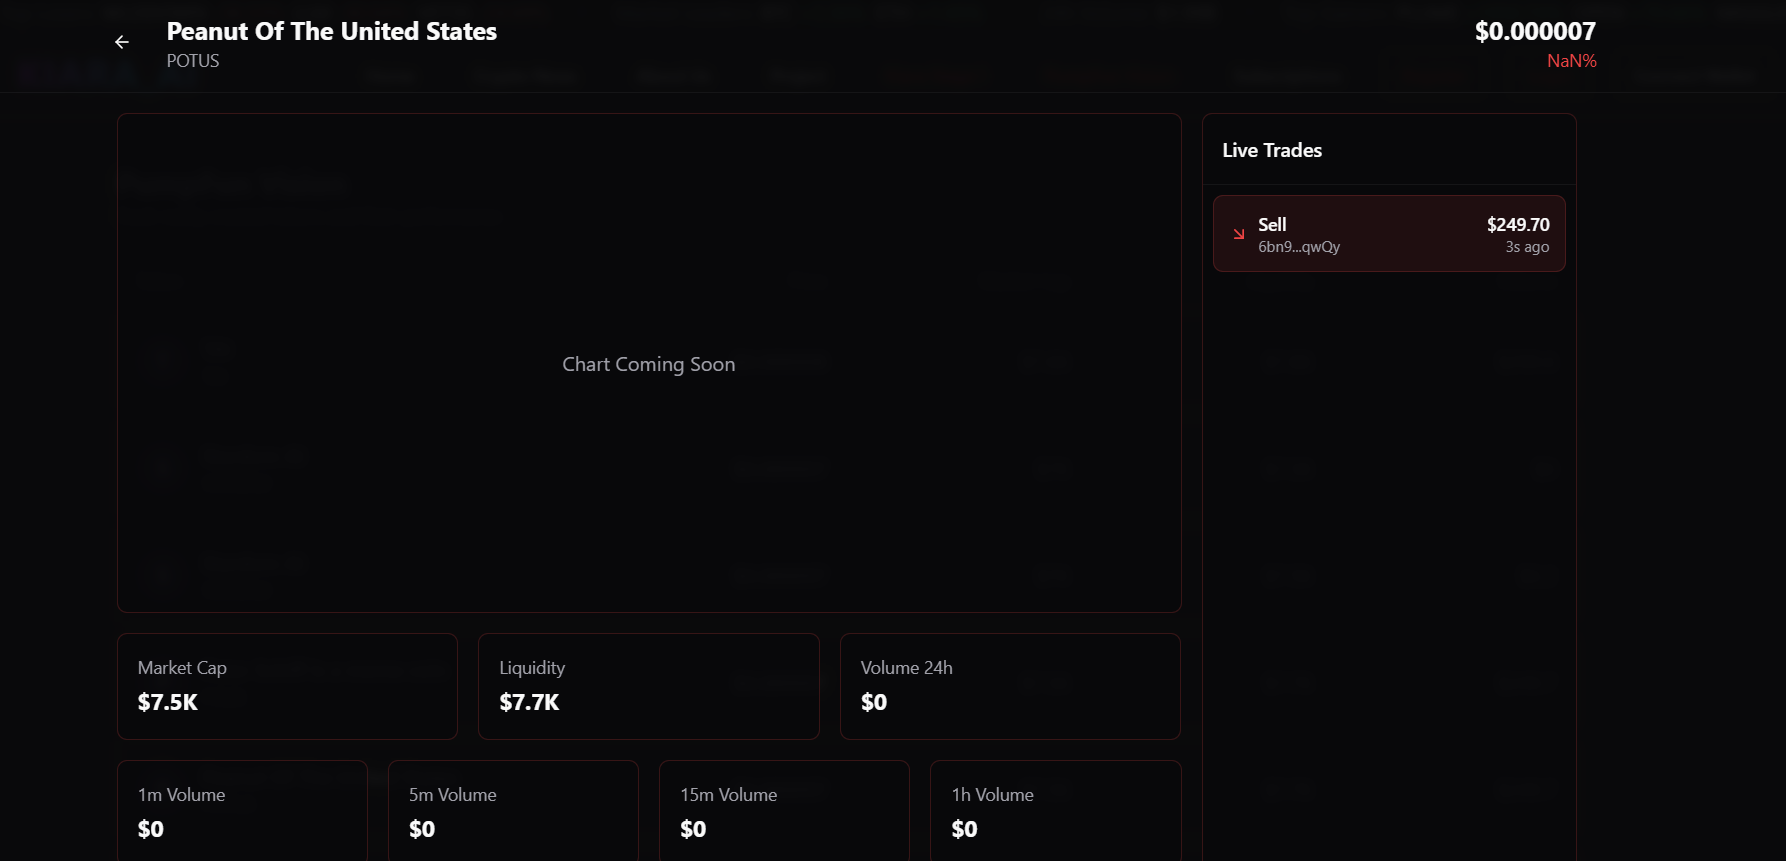 Peanut Of The United States
POTUS
$0.000007
NaN%
Chart Coming Soon
Live Trades
Sell
$249.70
6bn9...qwQy
3s ago
Market Cap
$7.5K
Liquidity
$7.7K
Volume 24h
$0
1m Volume
$0
5m Volume
$0
15m Volume
$0
1h Volume
$0